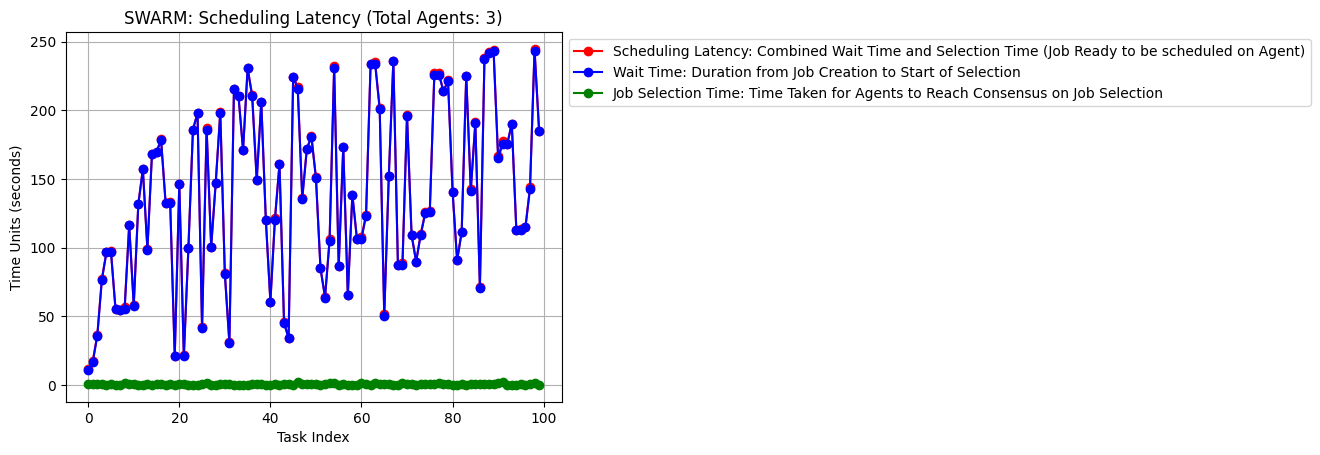 SWARM: Scheduling Latency (Total Agents: 3)
Scheduling Latency: Combined Wait Time and Selection Time (Job Ready to be scheduled on Agent)
Wait Time: Duration from Job Creation to Start of Selection
Job Selection Time: Time Taken for Agents to Reach Consensus on Job Selection
Time Units (seconds)
250
200
150
100
50
0
0 20 40 60 80 100
Task Index